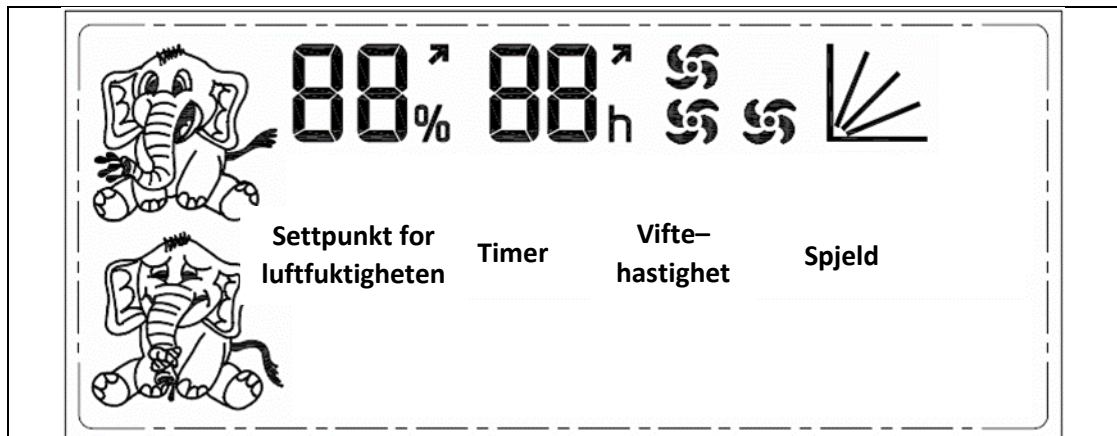 88% 88h
Settpunkt for
luftfuktigheten
Timer
Vifte–
hastighet
Spjeld